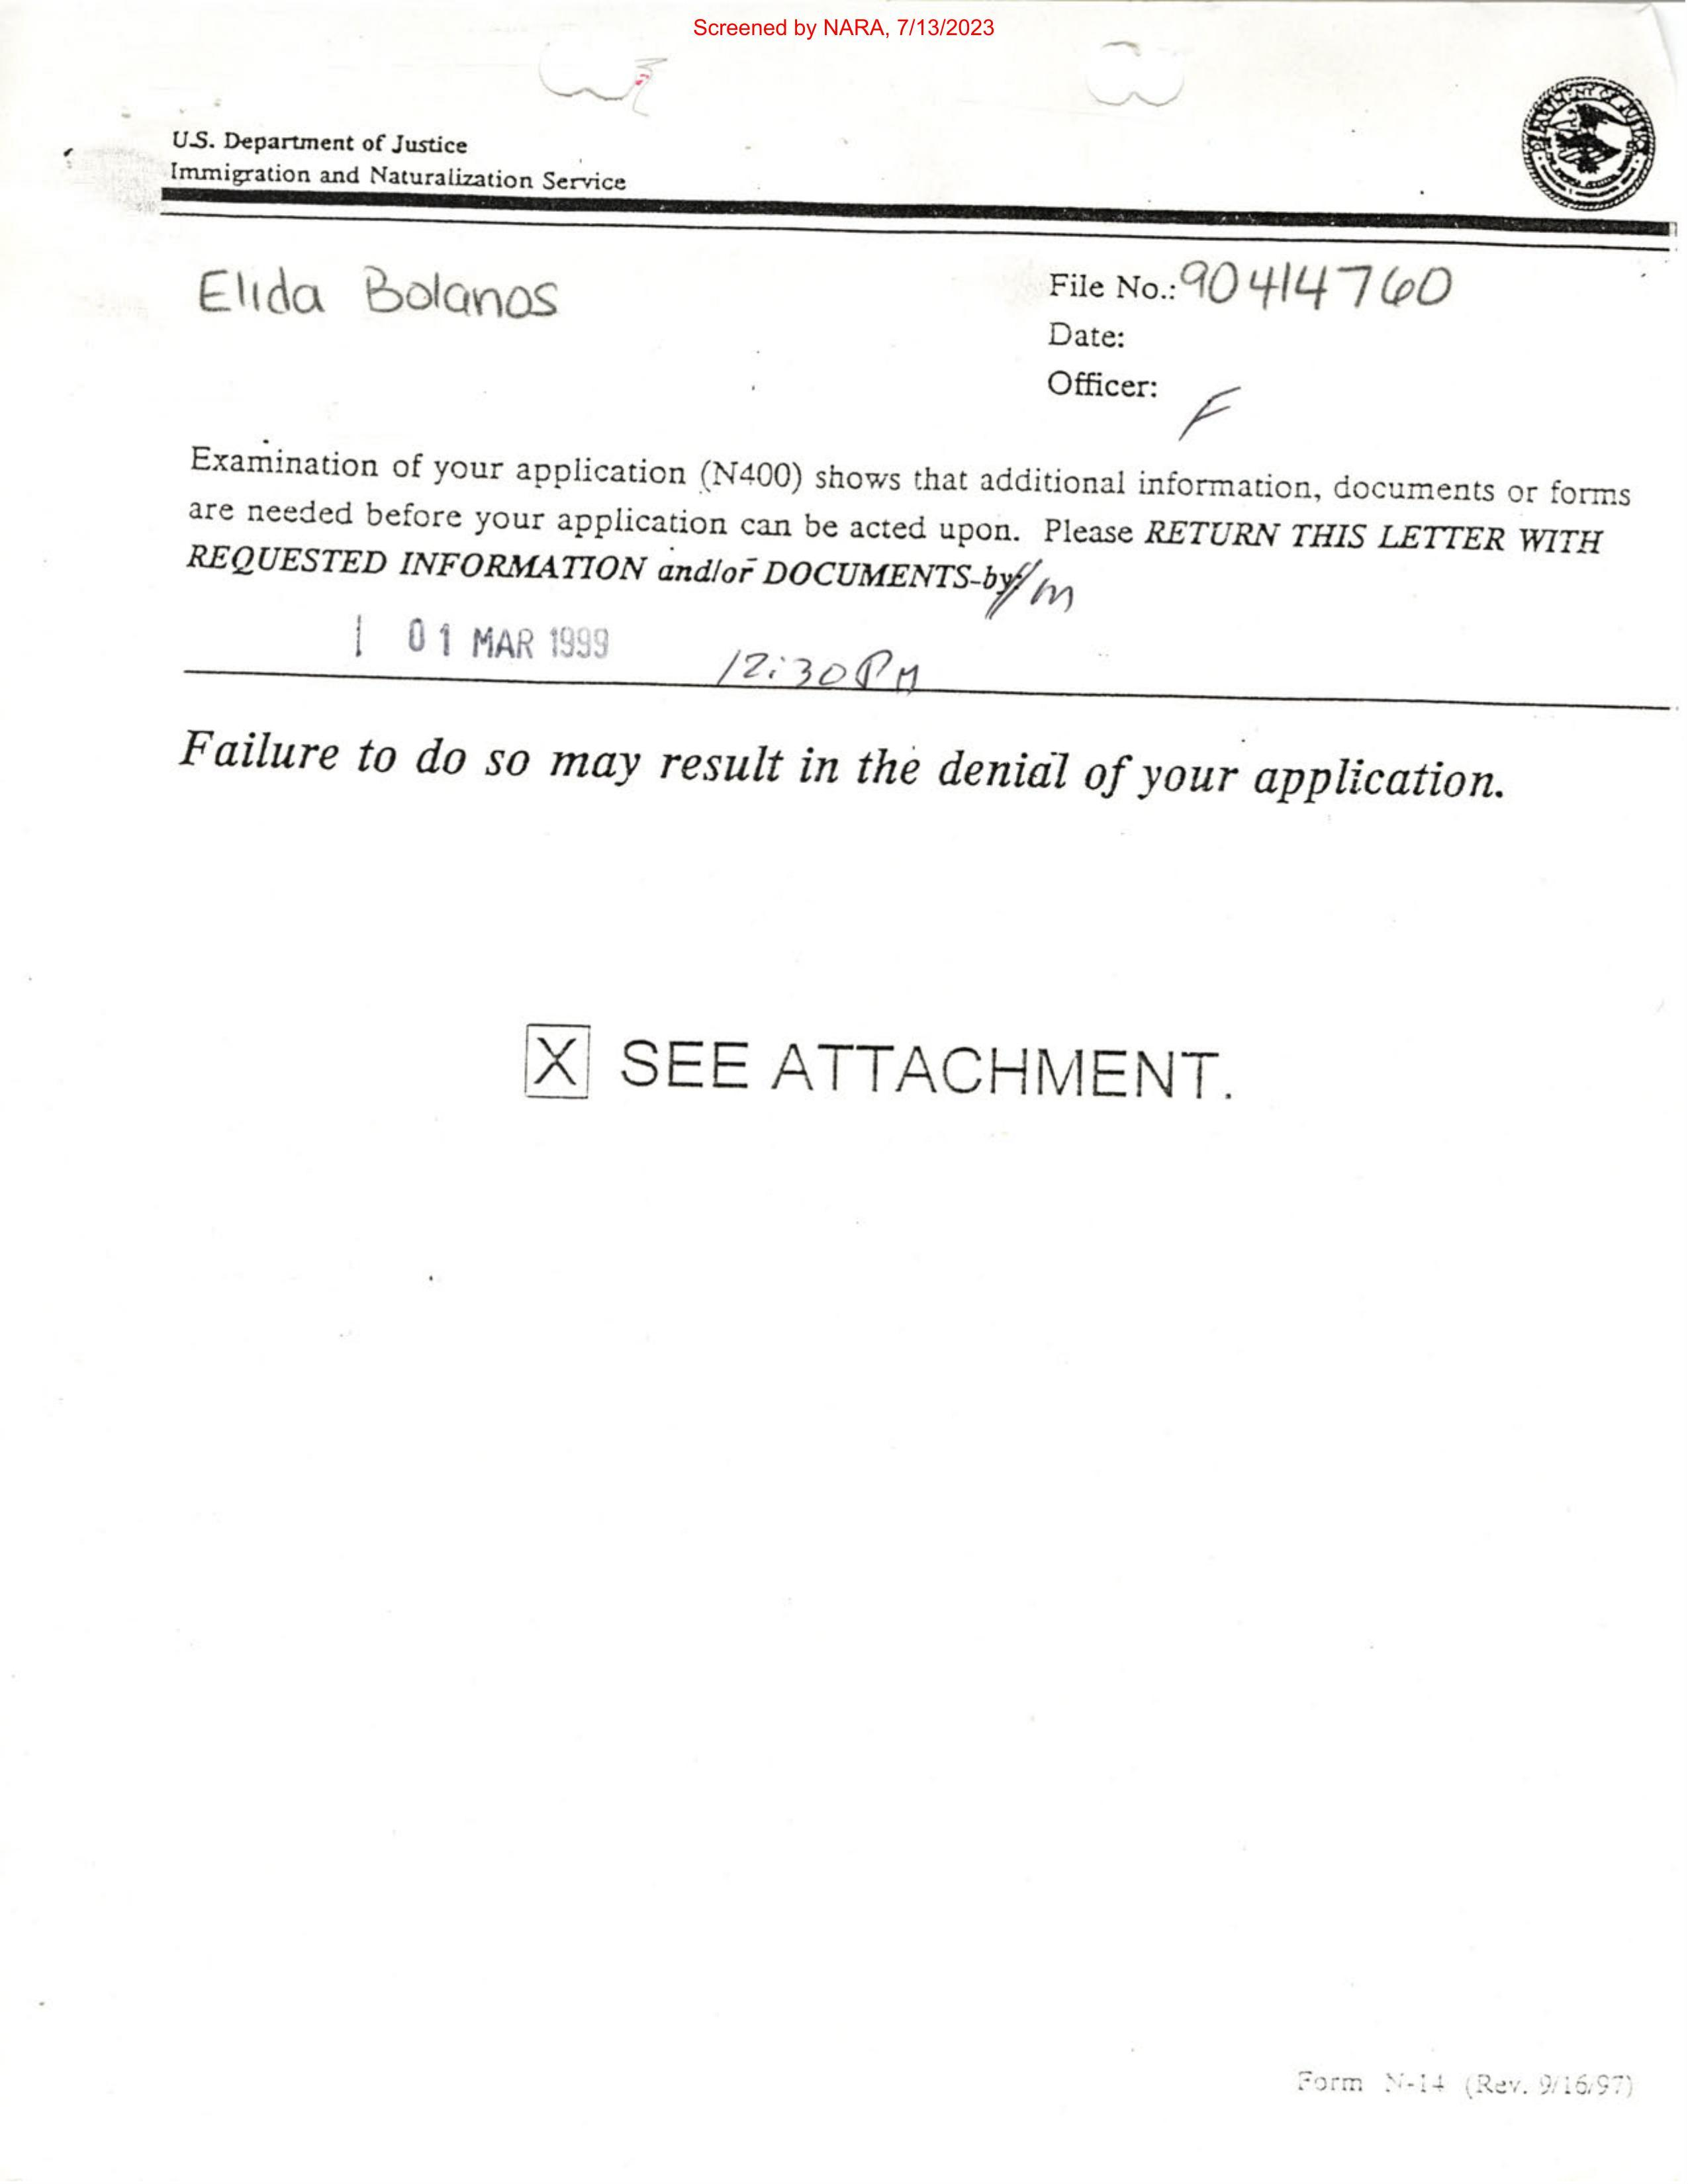 Screened by NARA, 7/13/2023
U.S. Department of Justice
Immigration and Naturalization Service
Elida Bolanos
File No.: 90414760
Date:
Officer: F
Examination of your application (N400) shows that additional information, documents or forms
are needed before your application can be acted upon. Please RETURN THIS LETTER WITH
REQUESTED INFORMATION and/or DOCUMENTS by
01 MAR 1999 12:30 PM
Failure to do so may result in the denial of your application.
X SEE ATTACHMENT.
Form N-14 (Rev. 9/16/97)